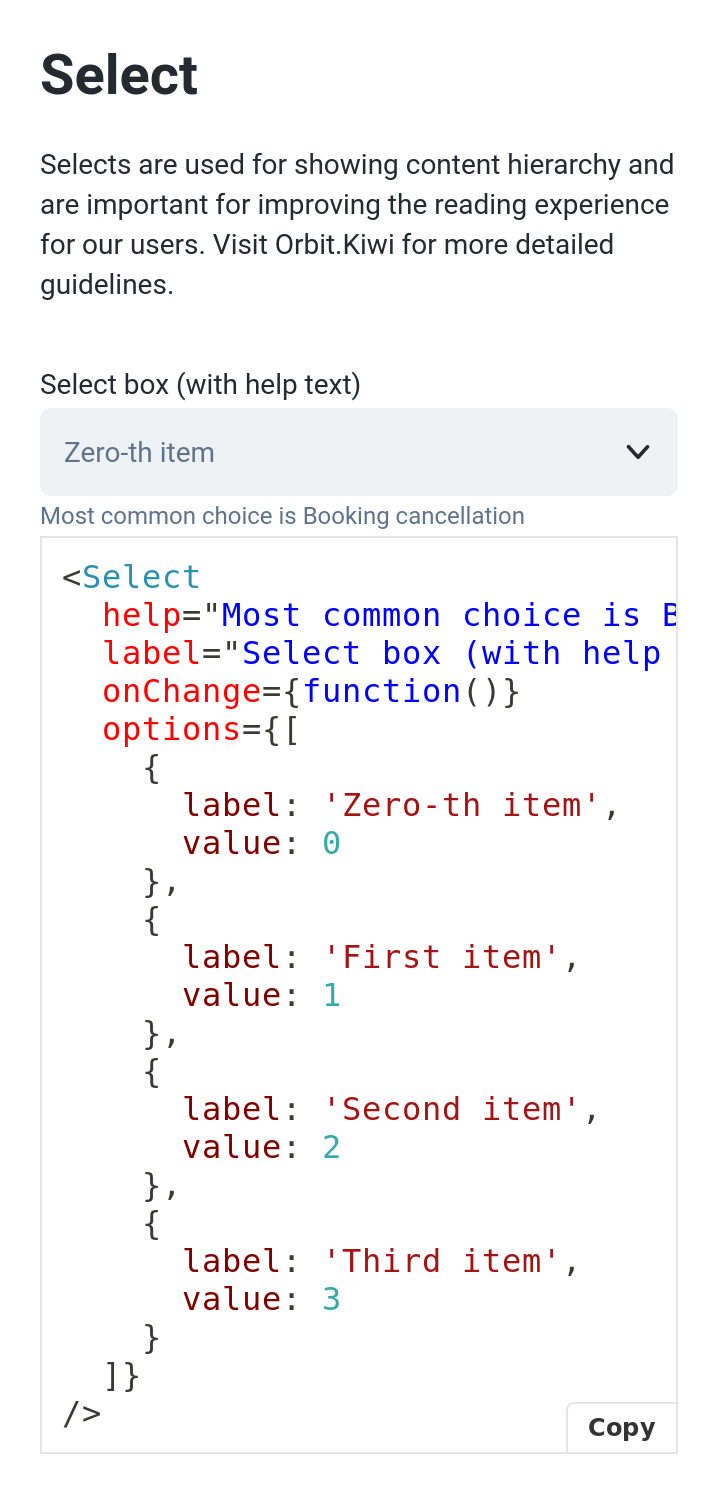 Select
Selects are used for showing content hierarchy and
are important for improving the reading experience
for our users. Visit Orbit.Kiwi for more detailed
guidelines.
Select box (with help text)
Zero-th item
Most common choice is Booking cancellation
<Select
  help="Most common choice is B
  label="Select box (with help
  onChange={function()}
  options={[
    {
      label: 'Zero-th item',
      value: 0
    },
    {
      label: 'First item',
      value: 1
    },
    {
      label: 'Second item',
      value: 2
    },
    {
      label: 'Third item',
      value: 3
    }
  ]}
/>
Copy